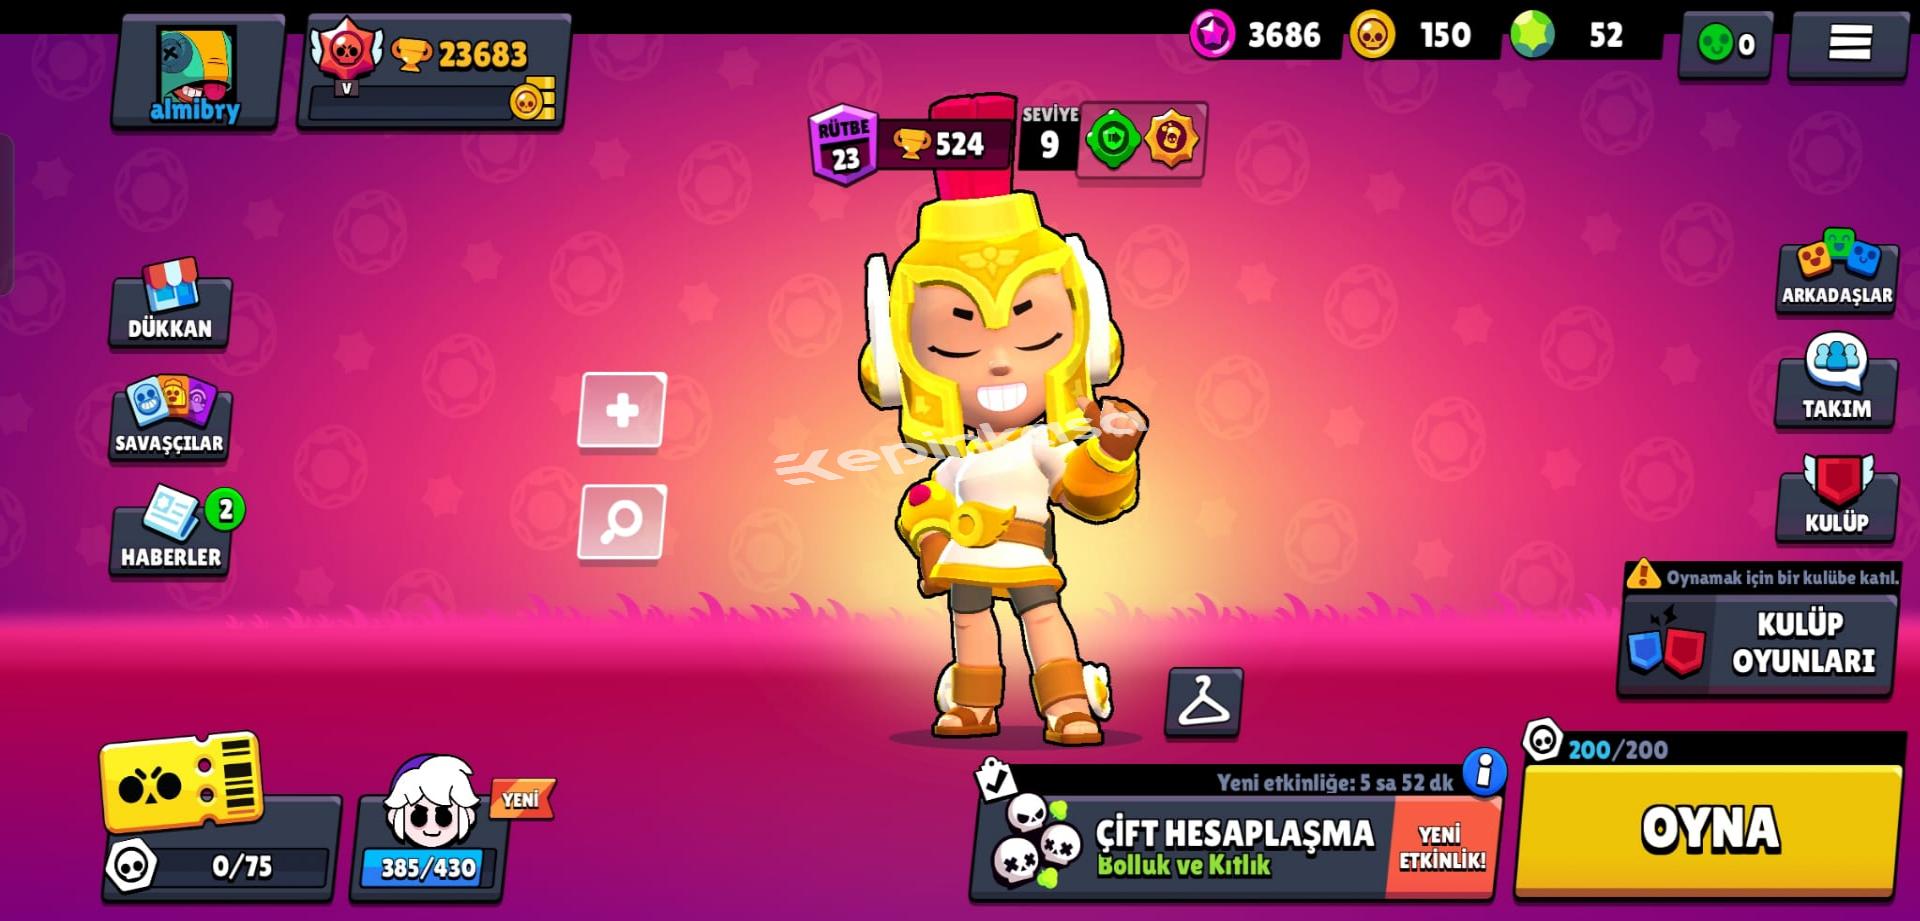 almibry
23683
V
3686
150
52
0
RÜTBE
23
524
SEVİYE
9
DÜKKAN
SAVAŞÇILAR
2
HABERLER
ARKADAŞLAR
TAKIM
KULÜP
Oynamak için bir kulübe katıl.
KULÜP
OYUNLARI
0/75
YENİ
385/430
Yeni etkinliğe: 5 sa 52 dk
i
ÇİFT HESAPLAŞMA
Bolluk ve Kıtlık
YENİ
ETKİNLİK!
200/200
OYNA